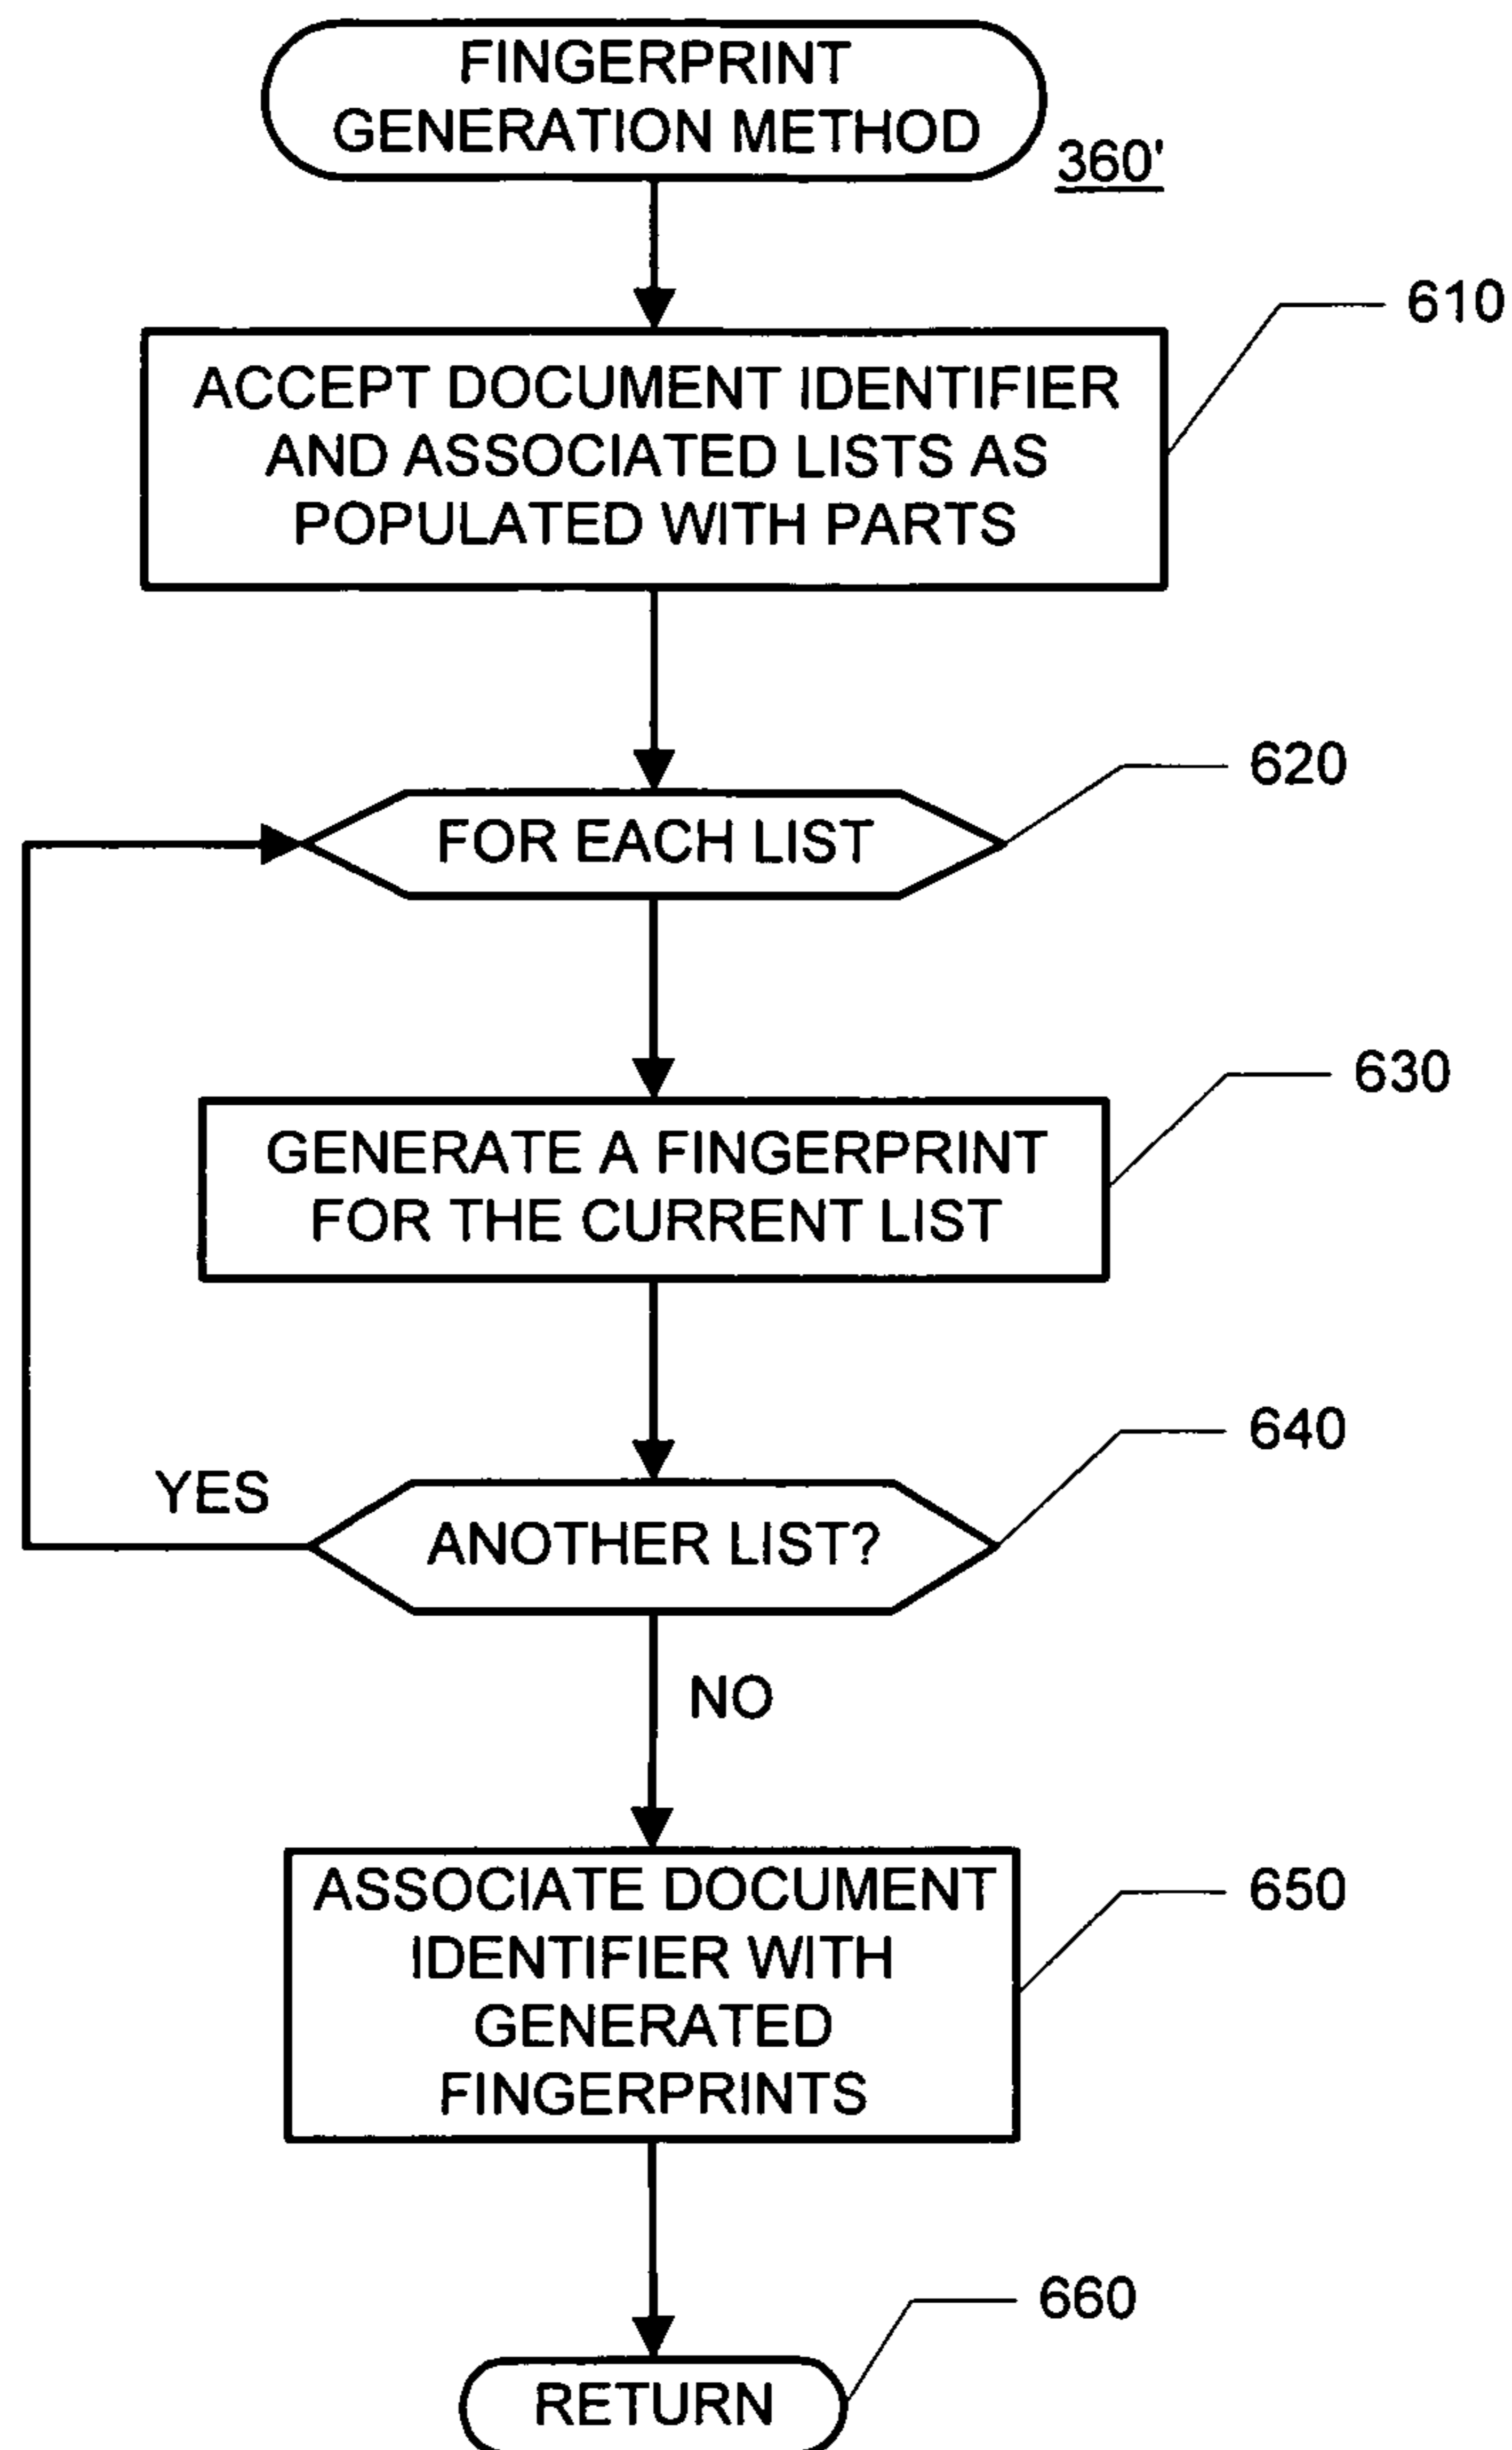 FINGERPRINT
GENERATION METHOD
360'
610
ACCEPT DOCUMENT IDENTIFIER
AND ASSOCIATED LISTS AS
POPULATED WITH PARTS
620
FOR EACH LIST
630
GENERATE A FINGERPRINT
FOR THE CURRENT LIST
640
YES
ANOTHER LIST?
NO
650
ASSOCIATE DOCUMENT
IDENTIFIER WITH
GENERATED
FINGERPRINTS
660
RETURN